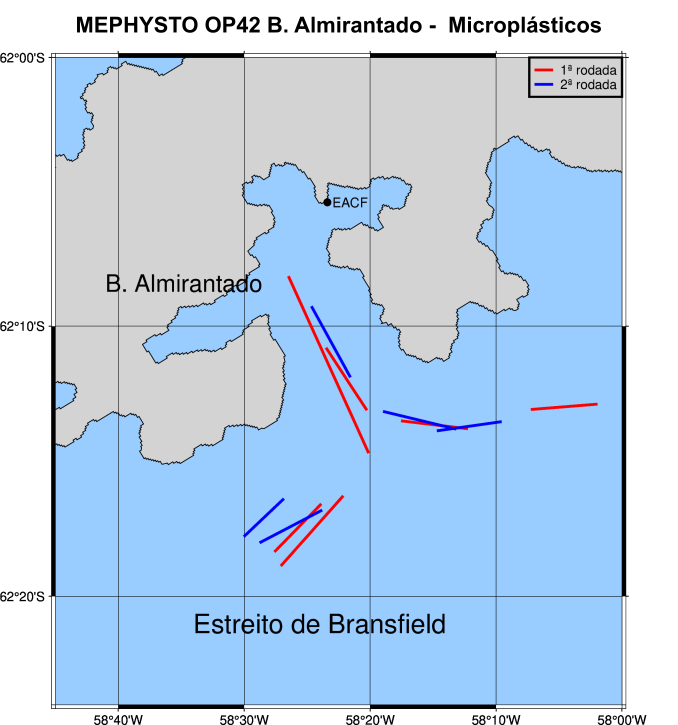 MEPHYSTO OP42 B. Almirantado - Microplásticos
62°00'S
1ª rodada
2ª rodada
EACF
B. Almirantado
62°10'S
62°20'S
Estreito de Bransfield
58°40'W 58°30'W 58°20'W 58°10'W 58°00'W